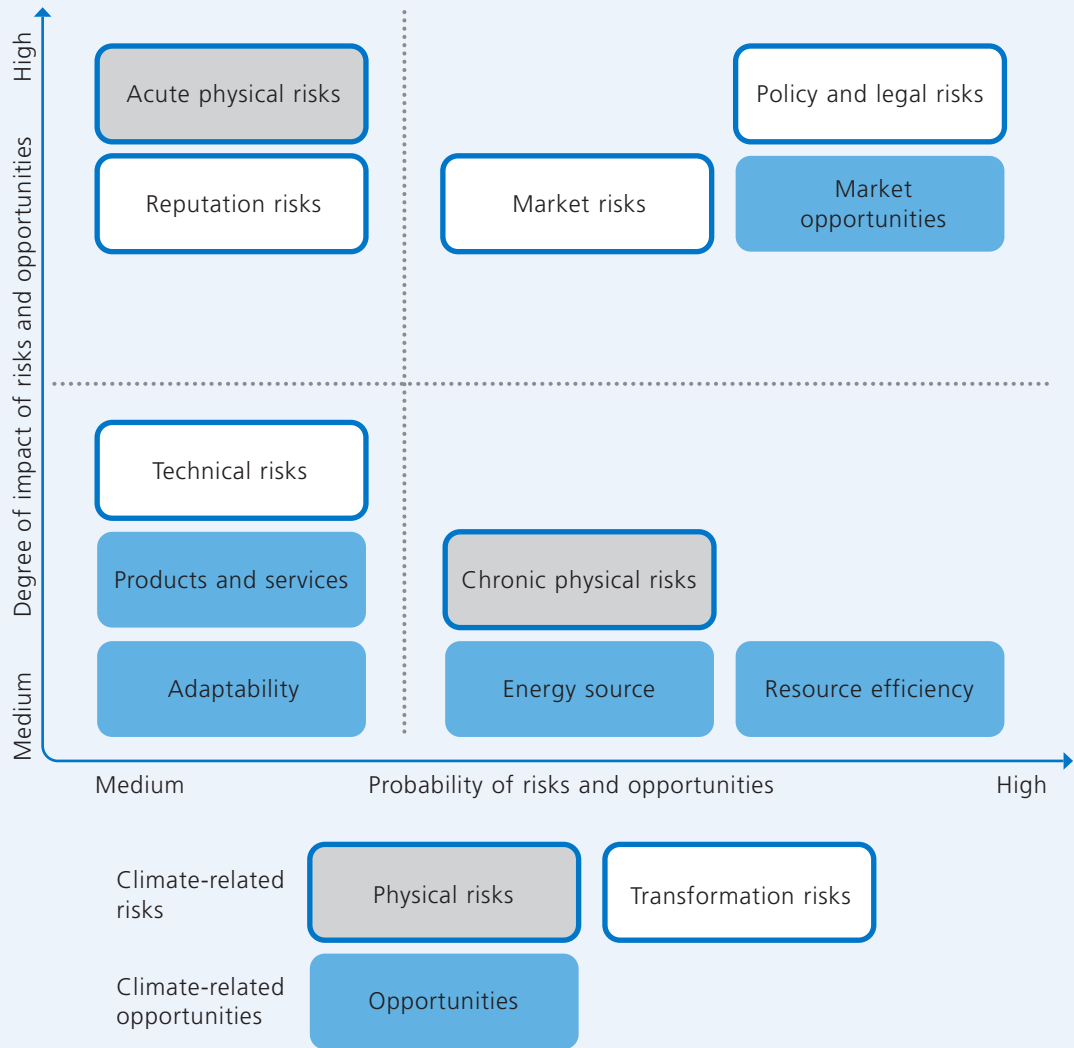 High
Degree of impact of risks and opportunities
Medium
Acute physical risks
Policy and legal risks
Reputation risks
Market risks
Market
opportunities
Technical risks
Products and services
Chronic physical risks
Adaptability
Energy source
Resource efficiency
Medium
Probability of risks and opportunities
High
Climate-related
risks
Physical risks
Transformation risks
Climate-related
opportunities
Opportunities